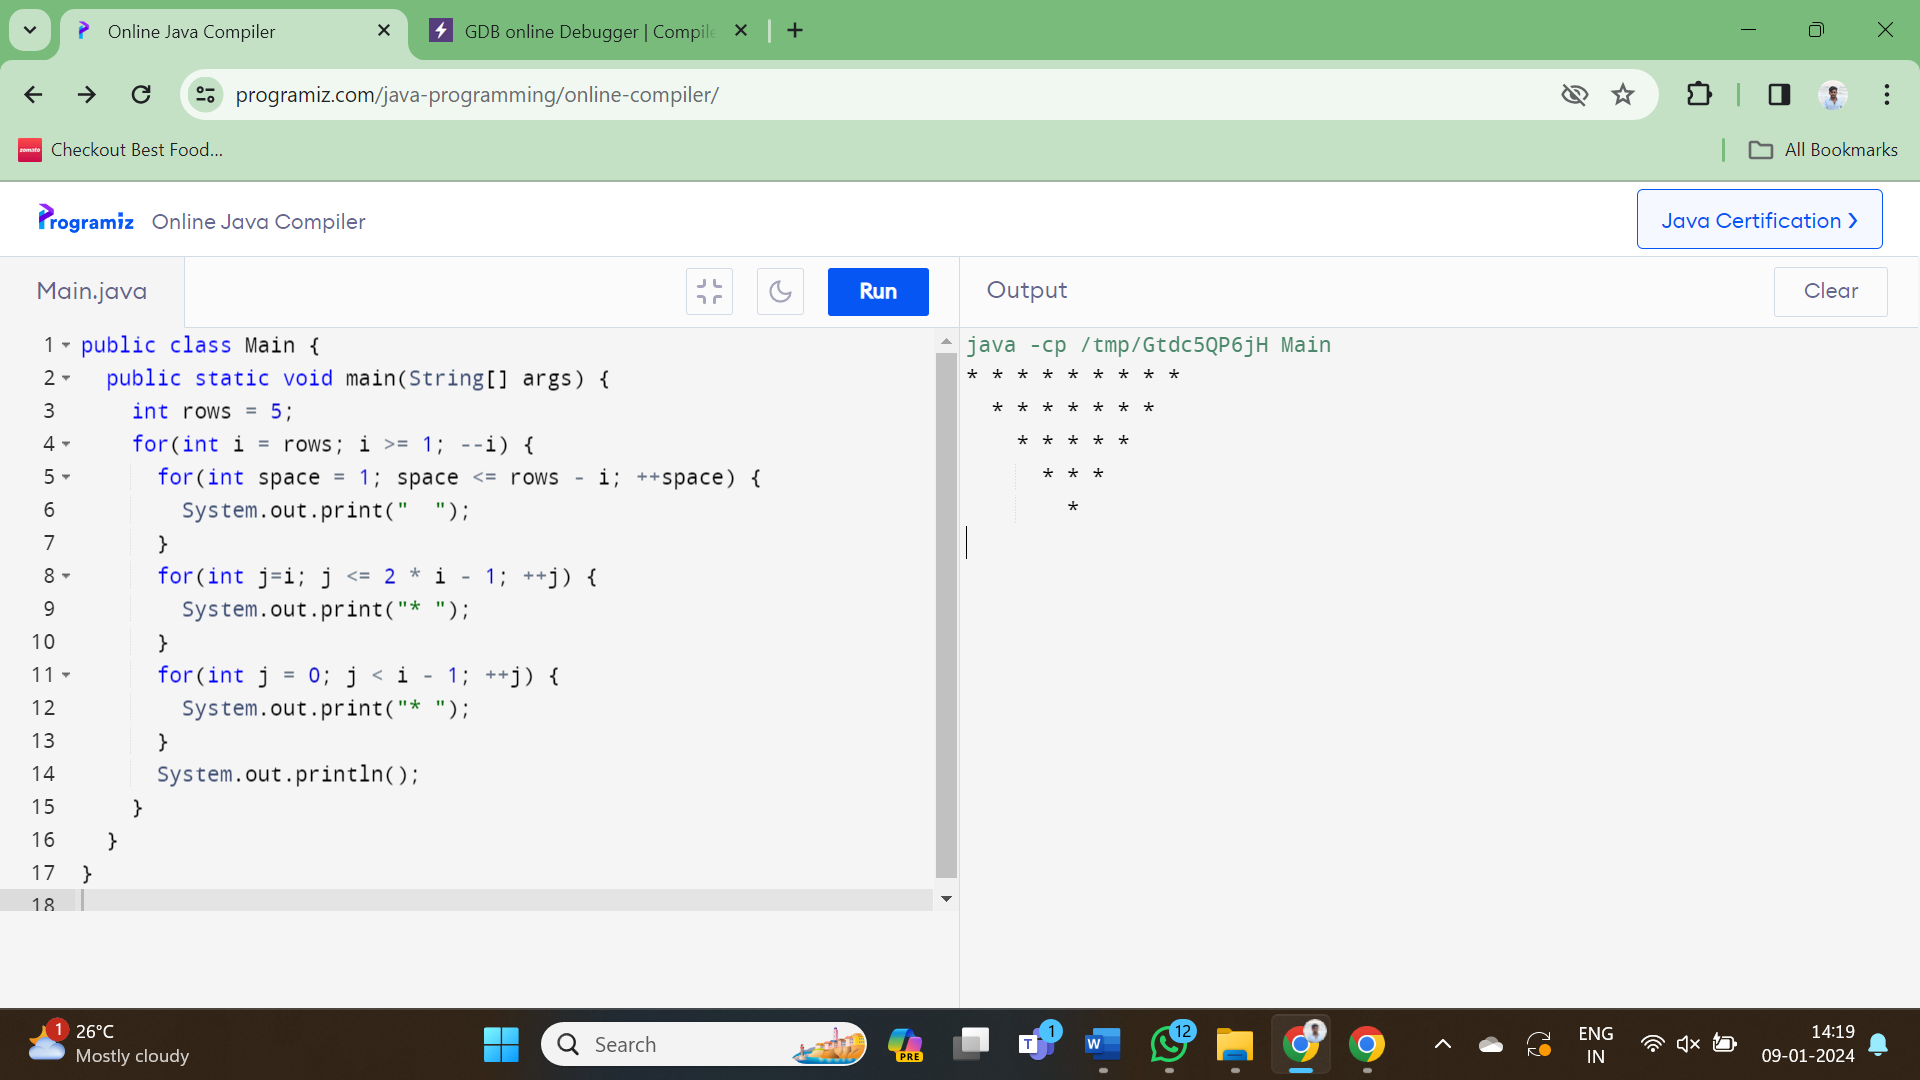 Online Java Compiler
GDB online Debugger | Compile
programiz.com/java-programming/online-compiler/
zomato
Checkout Best Food...
All Bookmarks
Programiz
Online Java Compiler
Java Certification ❯
Main.java
Run
Output
Clear
1 public class Main {
2   public static void main(String[] args) {
3     int rows = 5;
4     for(int i = rows; i >= 1; --i) {
5       for(int space = 1; space <= rows - i; ++space) {
6         System.out.print("  ");
7       }
8       for(int j=i; j <= 2 * i - 1; ++j) {
9         System.out.print("* ");
10       }
11       for(int j = 0; j < i - 1; ++j) {
12         System.out.print("* ");
13       }
14       System.out.println();
15     }
16   }
17 }
18
java -cp /tmp/Gtdc5QP6jH Main
* * * * * * * * *
  * * * * * * *
    * * * * *
      * * *
        *
1
26°C
Mostly cloudy
Search
PRE
T
1
W
12
ENG
IN
14:19
09-01-2024